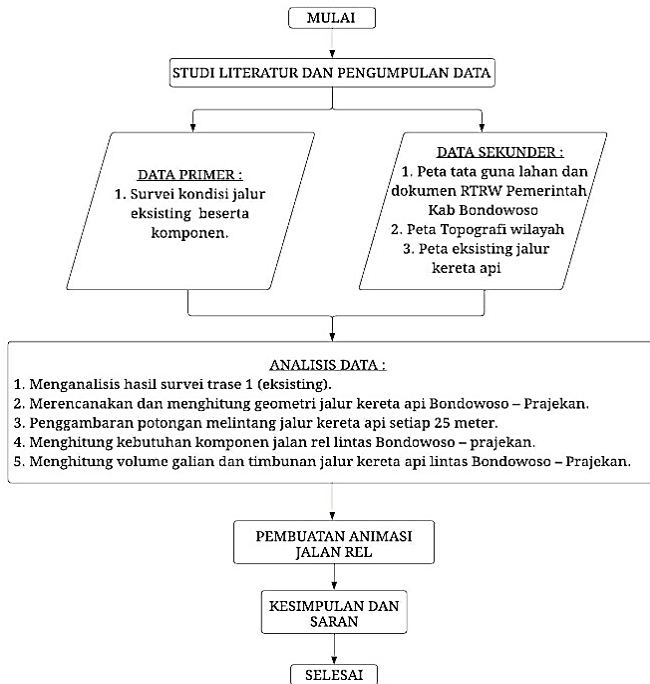 MULAI
STUDI LITERATUR DAN PENGUMPULAN DATA
DATA PRIMER :
1. Survei kondisi jalur
eksisting beserta
komponen.
DATA SEKUNDER :
1. Peta tata guna lahan dan
dokumen RTRW Pemerintah
Kab Bondowoso
2. Peta Topografi wilayah
3. Peta eksisting jalur
kereta api
ANALISIS DATA :
1. Menganalisis hasil survei trase 1 (eksisting).
2. Merencanakan dan menghitung geometri jalur kereta api Bondowoso – Prajekan.
3. Penggambaran potongan melintang jalur kereta api setiap 25 meter.
4. Menghitung kebutuhan komponen jalan rel lintas Bondowoso – prajekan.
5. Menghitung volume galian dan timbunan jalur kereta api lintas Bondowoso – Prajekan.
PEMBUATAN ANIMASI
JALAN REL
KESIMPULAN DAN
SARAN
SELESAI